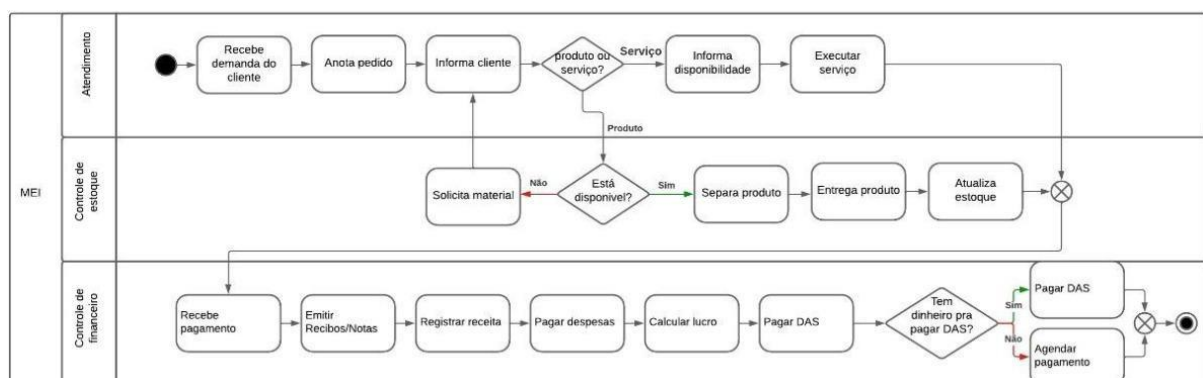 MEI
Atendimento
Recebe
demanda do
cliente
Anota pedido
Informa cliente
produto ou
serviço?
Serviço
Informa
disponibilidade
Executar
serviço
Produto
Controle de
estoque
Solicita material
Não
Está
disponivel?
Sim
Separa produto
Entrega produto
Atualiza
estoque
Controle de
financeiro
Recebe
pagamento
Emitir
Recibos/Notas
Registrar receita
Pagar despesas
Calcular lucro
Pagar DAS
Tem
dinheiro pra
pagar DAS?
Sim
Pagar DAS
Não
Agendar
pagamento